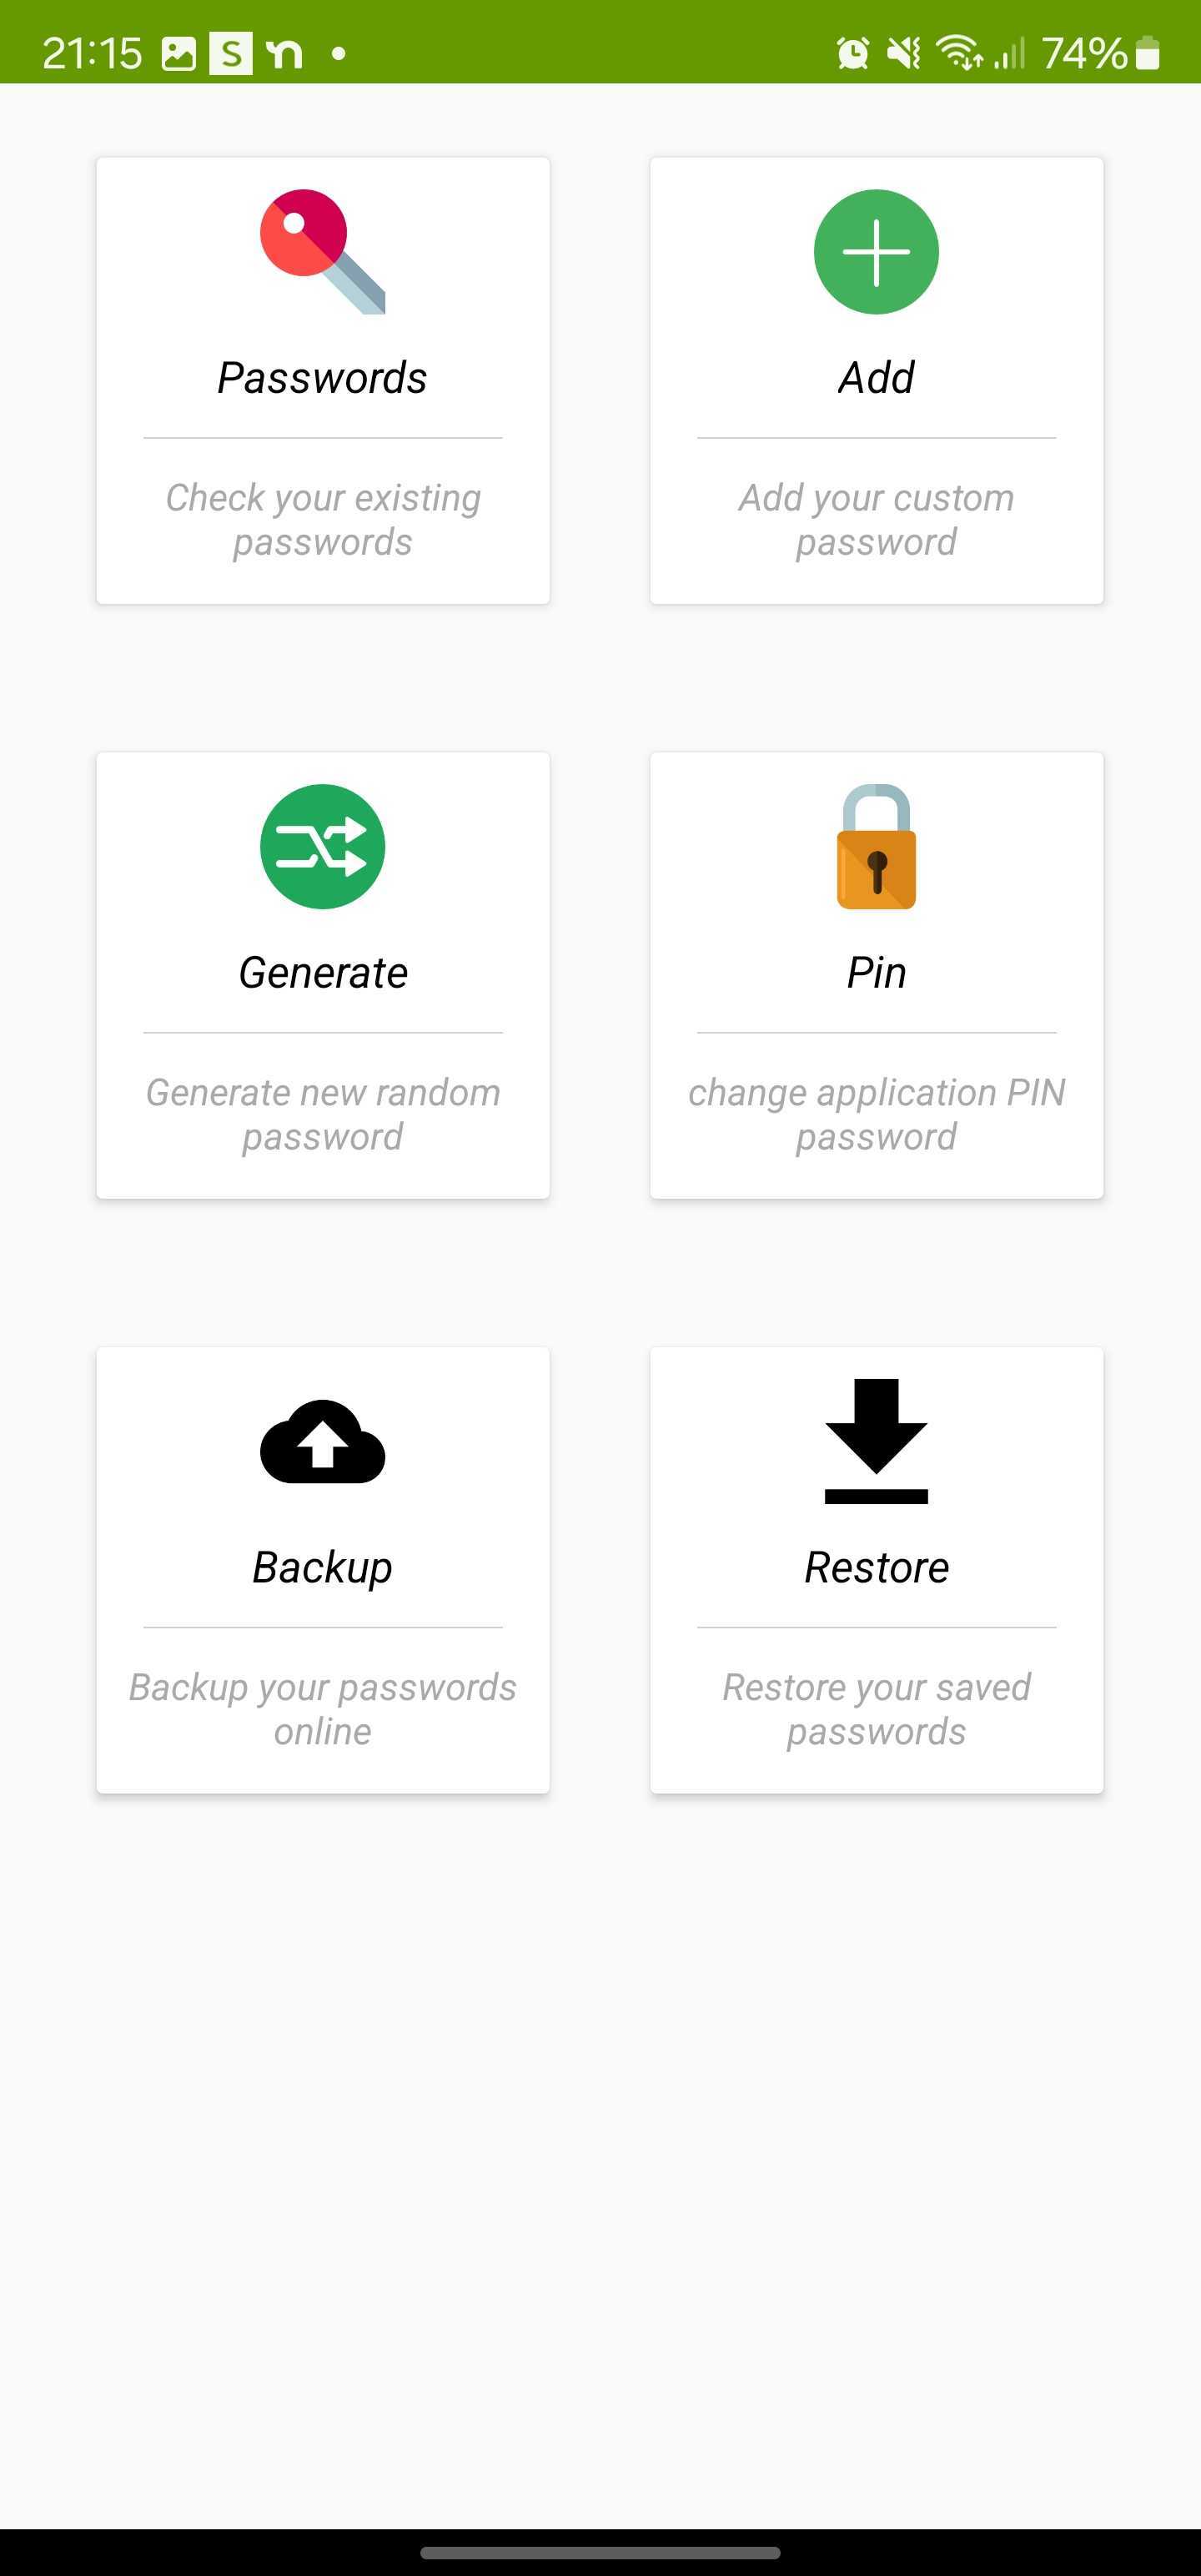 21:15 S n 74%
Passwords
Check your existing
passwords
Add
Add your custom
password
Generate
Generate new random
password
Pin
change application PIN
password
Backup
Backup your passwords
online
Restore
Restore your saved
passwords